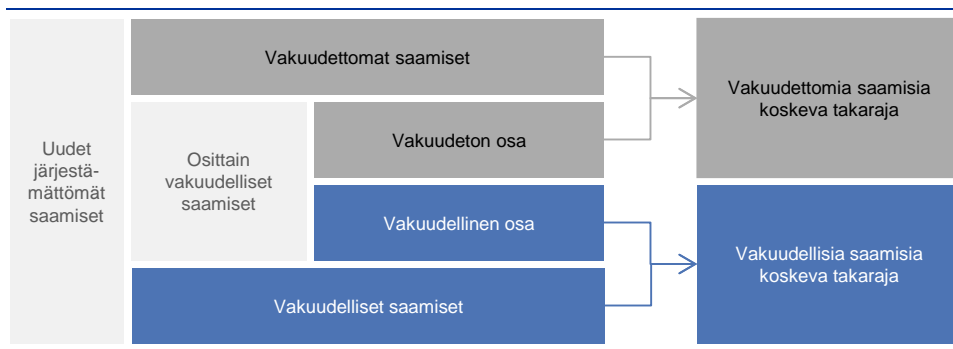 Uudet
järjestä-
mättömät
saamiset
Vakuudettomat saamiset
Osittain
vakuudelliset
saamiset
Vakuudeton osa
Vakuudellinen osa
Vakuudelliset saamiset
Vakuudettomia saamisia
koskeva takaraja
Vakuudellisia saamisia
koskeva takaraja